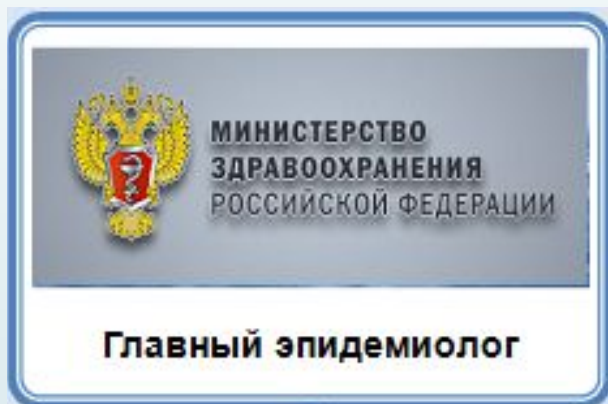 МИНИСТЕРСТВО
ЗДРАВООХРАНЕНИЯ
РОССИЙСКОЙ ФЕДЕРАЦИИ
Главный эпидемиолог